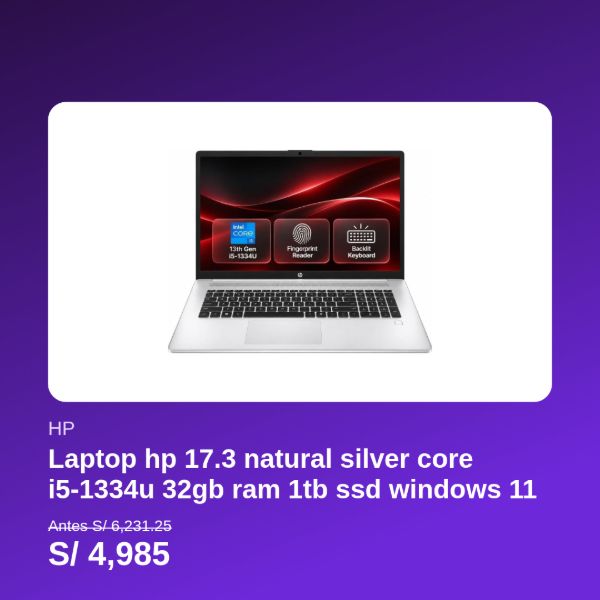 intel
CORE
i5
13th Gen
i5-1334U
Fingerprint
Reader
Backlit
Keyboard
hp
HP
Laptop hp 17.3 natural silver core
i5-1334u 32gb ram 1tb ssd windows 11
Antes S/ 6,231.25
S/ 4,985